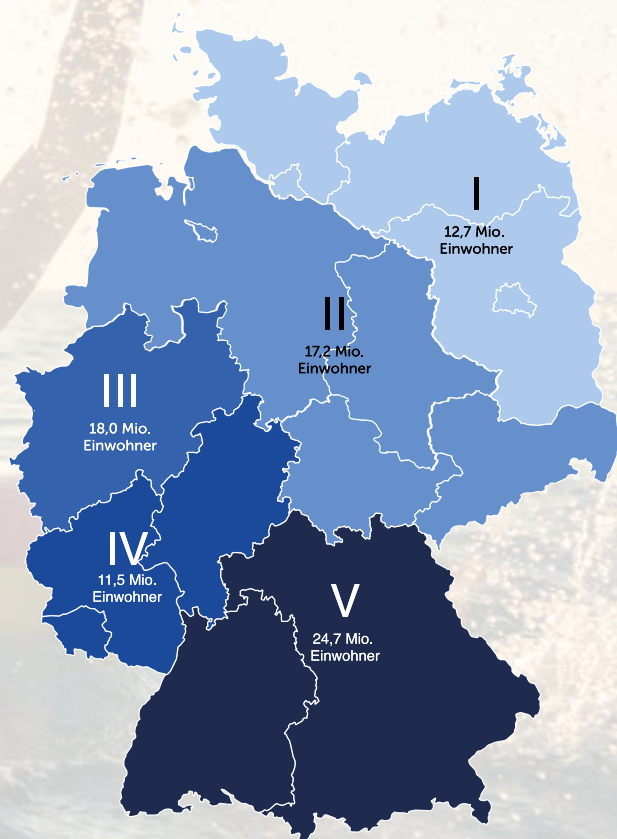 I
12,7 Mio.
Einwohner
II
17,2 Mio.
Einwohner
III
18,0 Mio.
Einwohner
IV
11,5 Mio.
Einwohner
V
24,7 Mio.
Einwohner